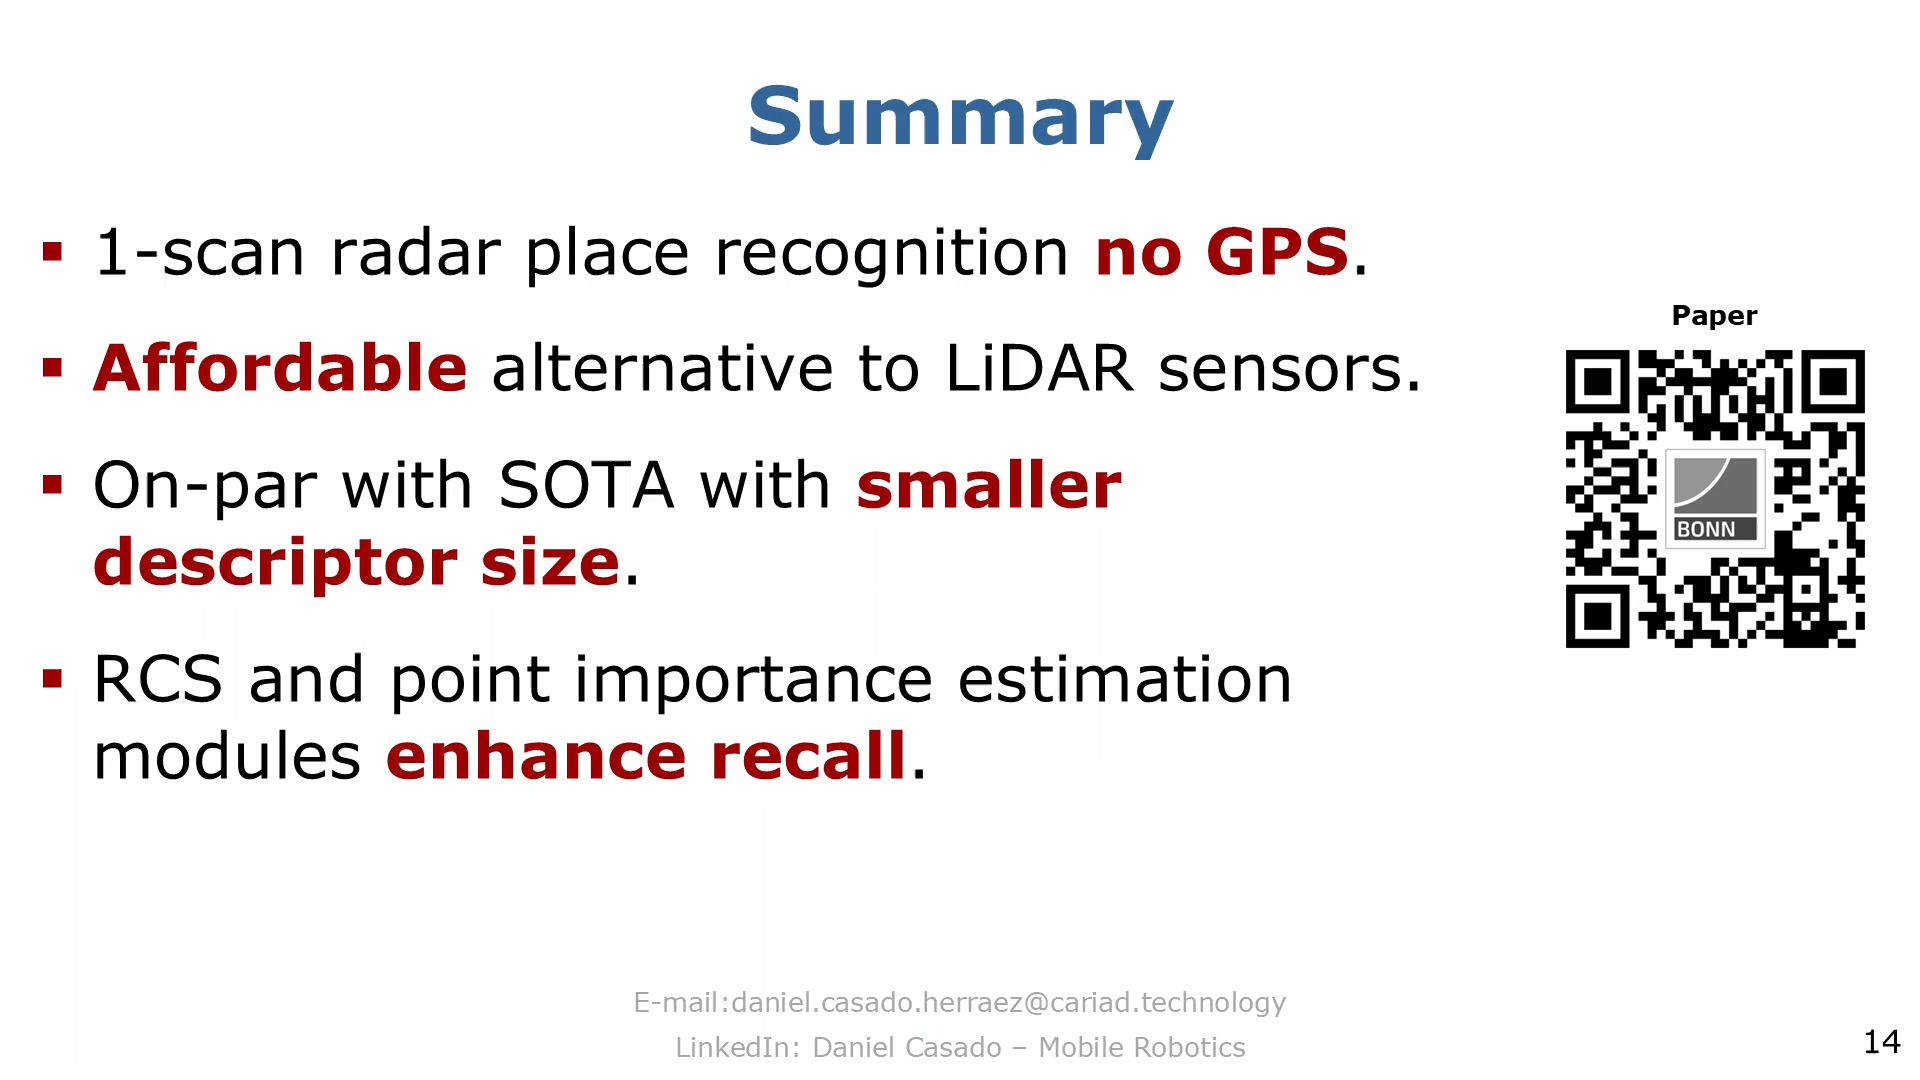 Summary
▪ 1-scan radar place recognition no GPS.
▪ Affordable alternative to LiDAR sensors.
▪ On-par with SOTA with smaller
descriptor size.
▪ RCS and point importance estimation
modules enhance recall.
Paper
BONN
E-mail:daniel.casado.herraez@cariad.technology
LinkedIn: Daniel Casado – Mobile Robotics
14